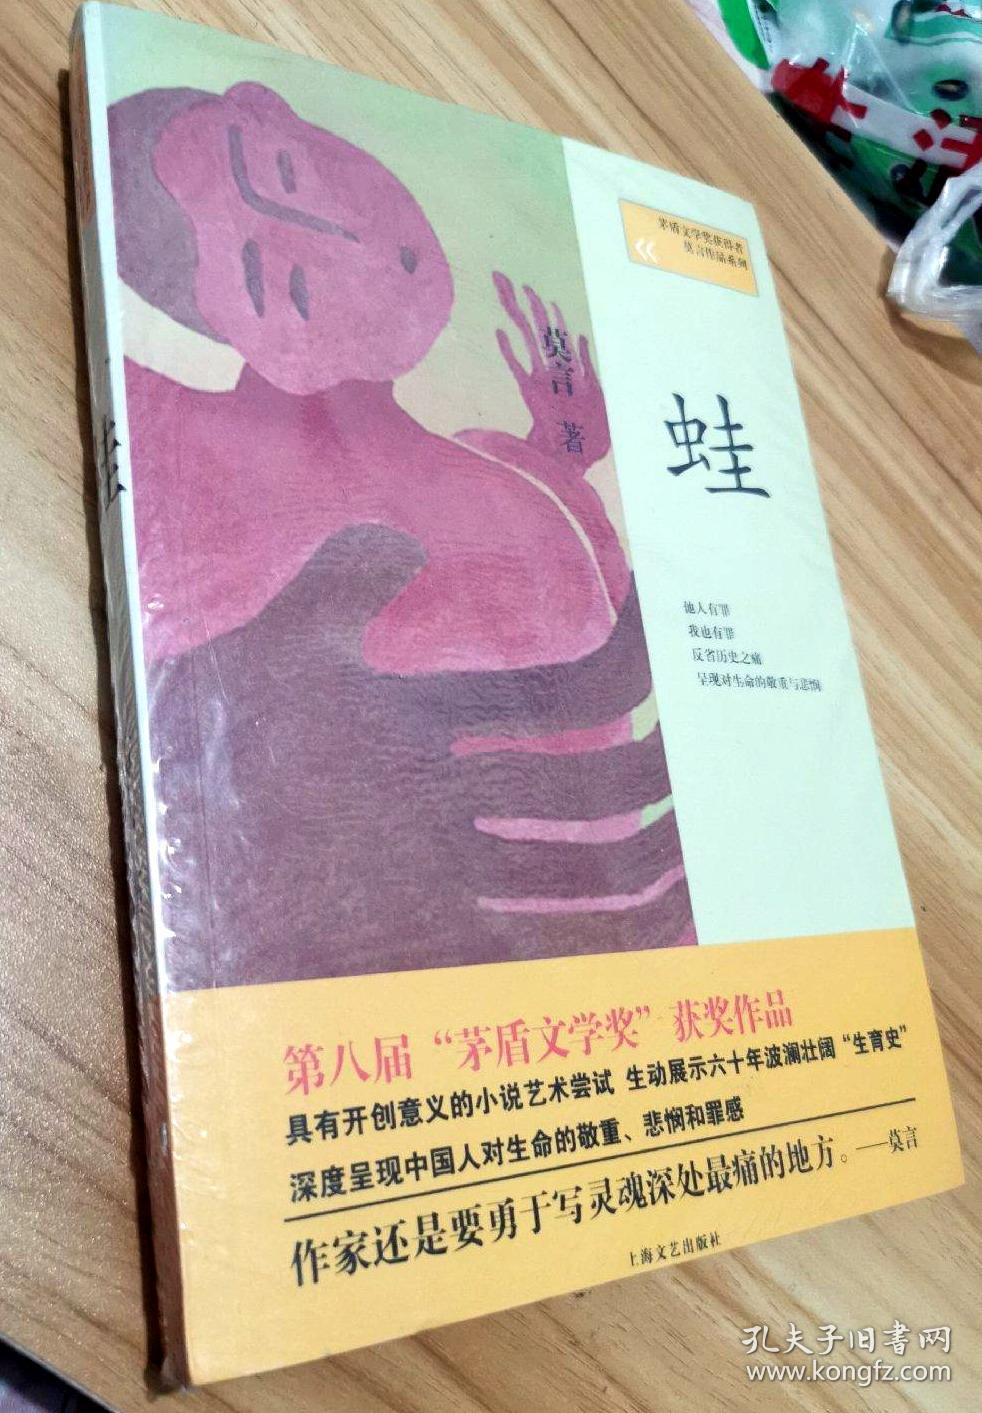 茅盾文学奖获得者
莫言作品系列
莫言 著
蛙
蛙
他人有罪
我也有罪
反省历史之痛
呈现对生命的敬重与悲悯
第八届“茅盾文学奖”获奖作品
具有开创意义的小说艺术尝试 生动展示六十年波澜壮阔“生育史”
深度呈现中国人对生命的敬重、悲悯和罪感
作家还是要勇于写灵魂深处最痛的地方。——莫言
上海文艺出版社
孔夫子旧书网
www.kongfz.com